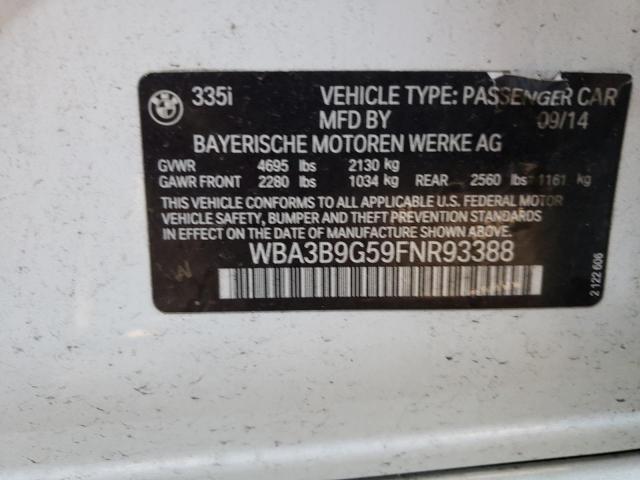 335i VEHICLE TYPE: PASSENGER CAR
MFD BY 09/14
BAYERISCHE MOTOREN WERKE AG
GVWR 4695 lbs 2130 kg
GAWR FRONT 2280 lbs 1034 kg REAR 2560 lbs 1161 kg
THIS VEHICLE CONFORMS TO ALL APPLICABLE U.S. FEDERAL MOTOR
VEHICLE SAFETY, BUMPER AND THEFT PREVENTION STANDARDS
IN EFFECT ON THE DATE OF MANUFACTURE SHOWN ABOVE.
WBA3B9G59FNR93388
2 122 606